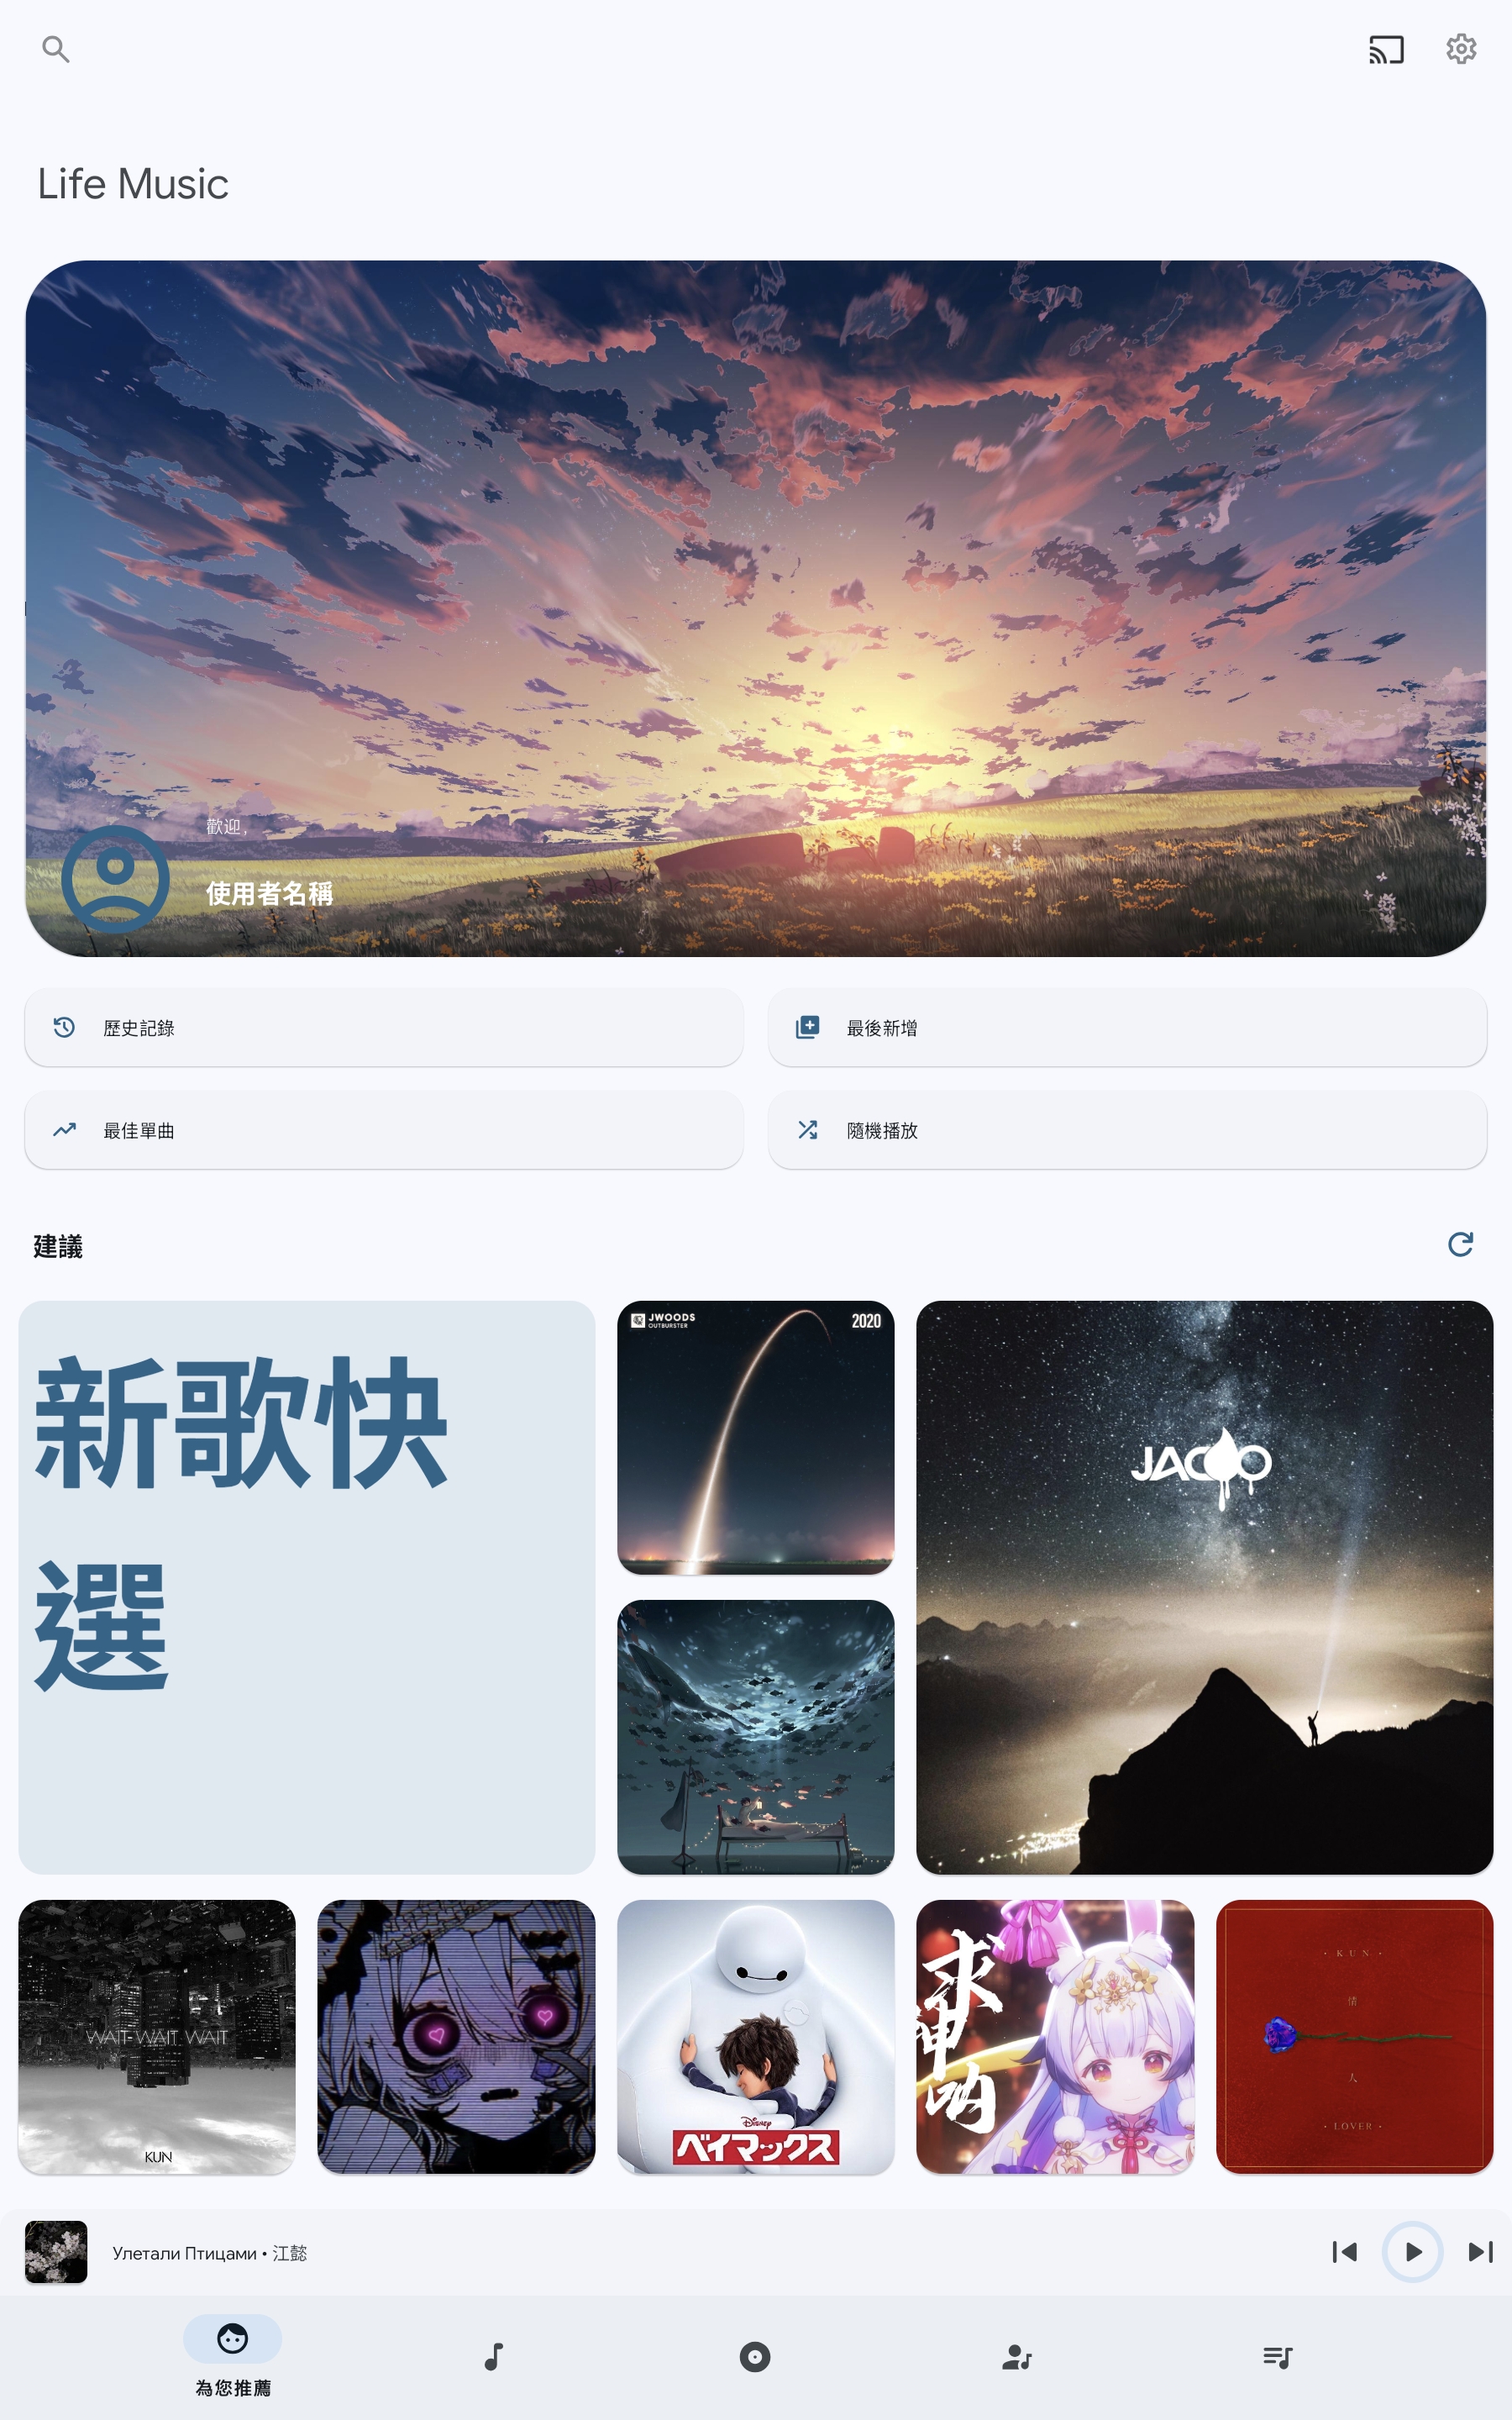 Life Music
歡迎,
使用者名稱
歷史記錄
最後新增
最佳單曲
隨機播放
建議
新歌快
選
JWOODS
OUTBURSTER
2020
JACOO
WAIT WAIT WAIT
KUN
Disney
ベイマックス
求神吶
· KUN ·
情
人
· LOVER ·
Улетали Птицами • 江懿
為您推薦